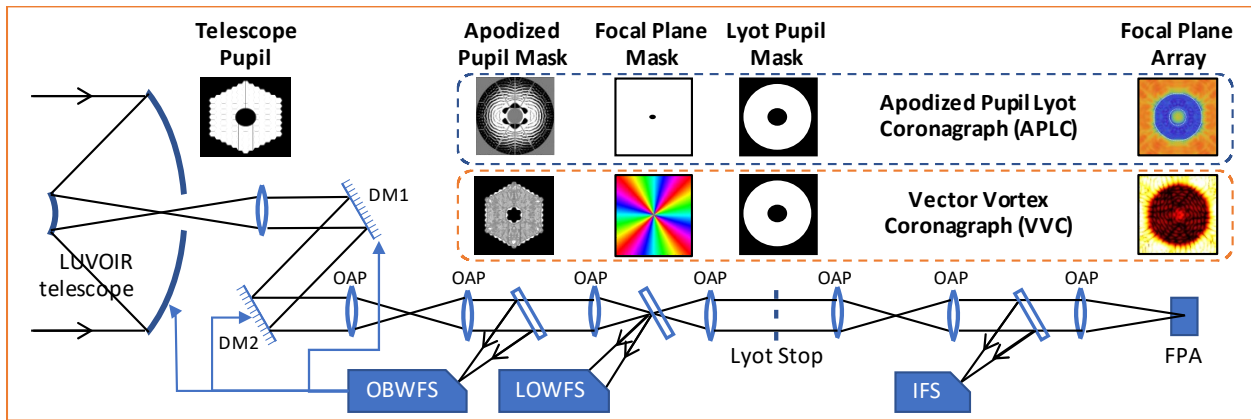 Telescope
Pupil
Apodized
Pupil Mask
Focal Plane
Mask
Lyot Pupil
Mask
Focal Plane
Array
Apodized Pupil Lyot
Coronagraph (APLC)
Vector Vortex
Coronagraph (VVC)
DM1
LUVOIR
telescope
DM2
OAP
OAP
OAP
OAP
OAP
OAP
OAP
Lyot Stop
FPA
OBWFS
LOWFS
IFS